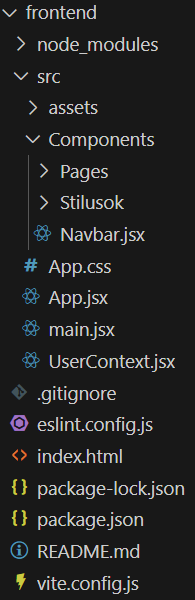 frontend
node_modules
src
assets
Components
Pages
Stilusok
Navbar.jsx
App.css
App.jsx
main.jsx
UserContext.jsx
.gitignore
eslint.config.js
index.html
package-lock.json
package.json
README.md
vite.config.js